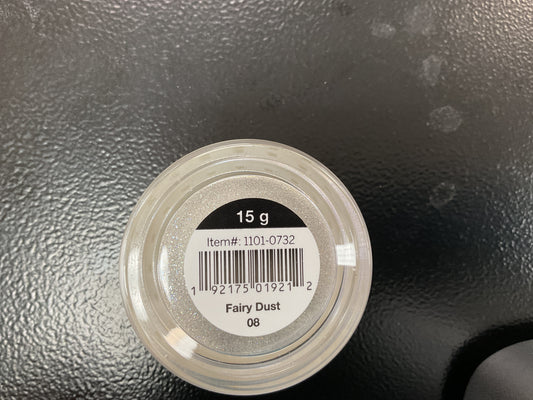 15 g
Item#: 1101-0732
1 92175 01921 2
Fairy Dust
08